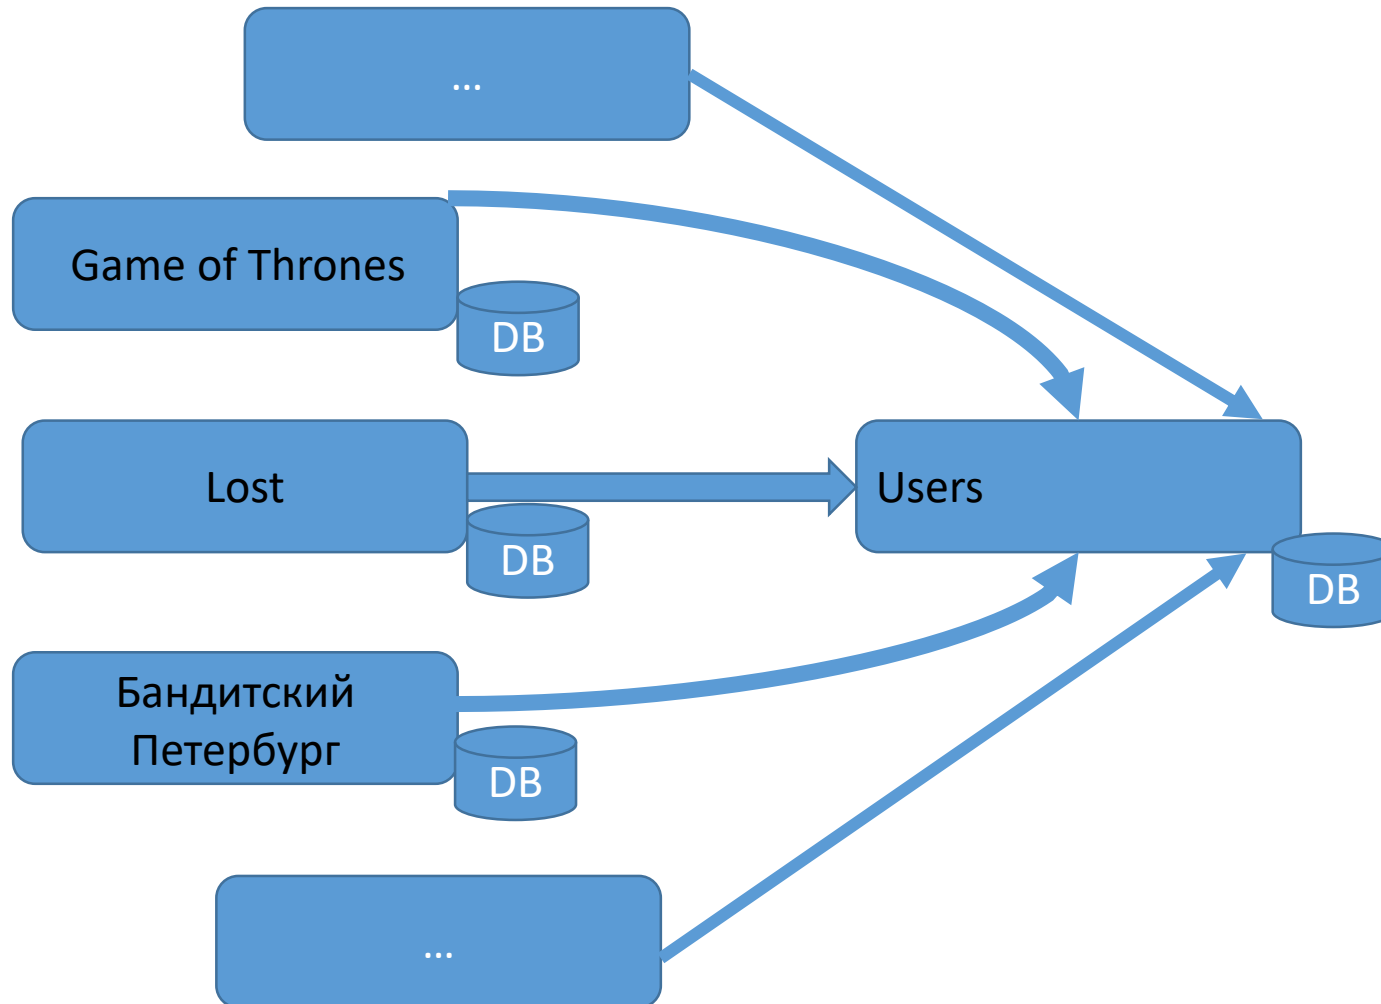 ...
Game of Thrones
DB
Lost
Users
DB
DB
Бандитский
Петербург
DB
...